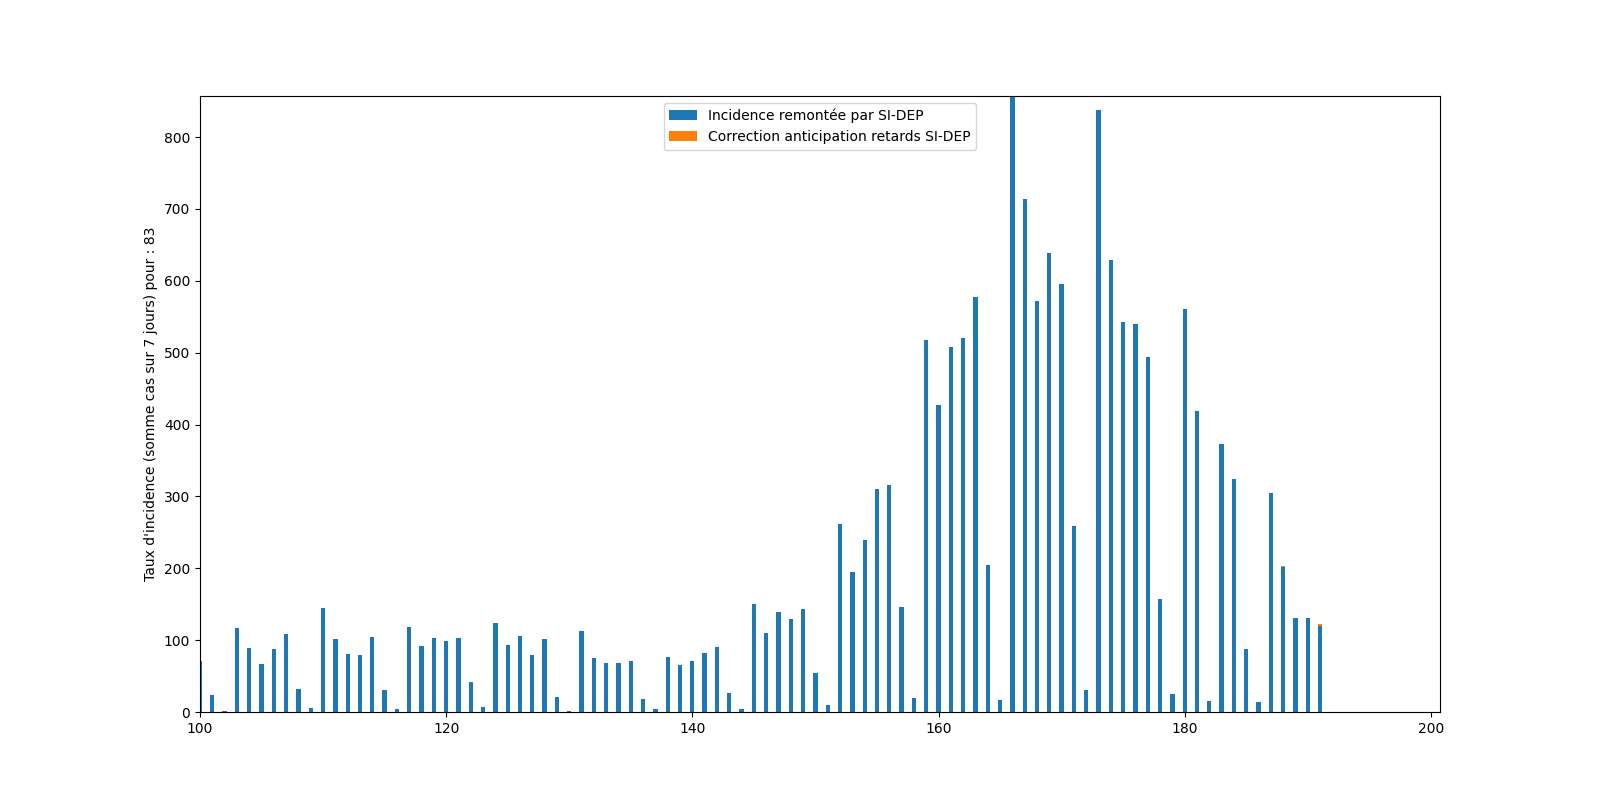 Incidence remontée par SI-DEP
Correction anticipation retards SI-DEP
Taux d'incidence (somme cas sur 7 jours) pour : 83
800
700
600
500
400
300
200
100
0
100 120 140 160 180 200